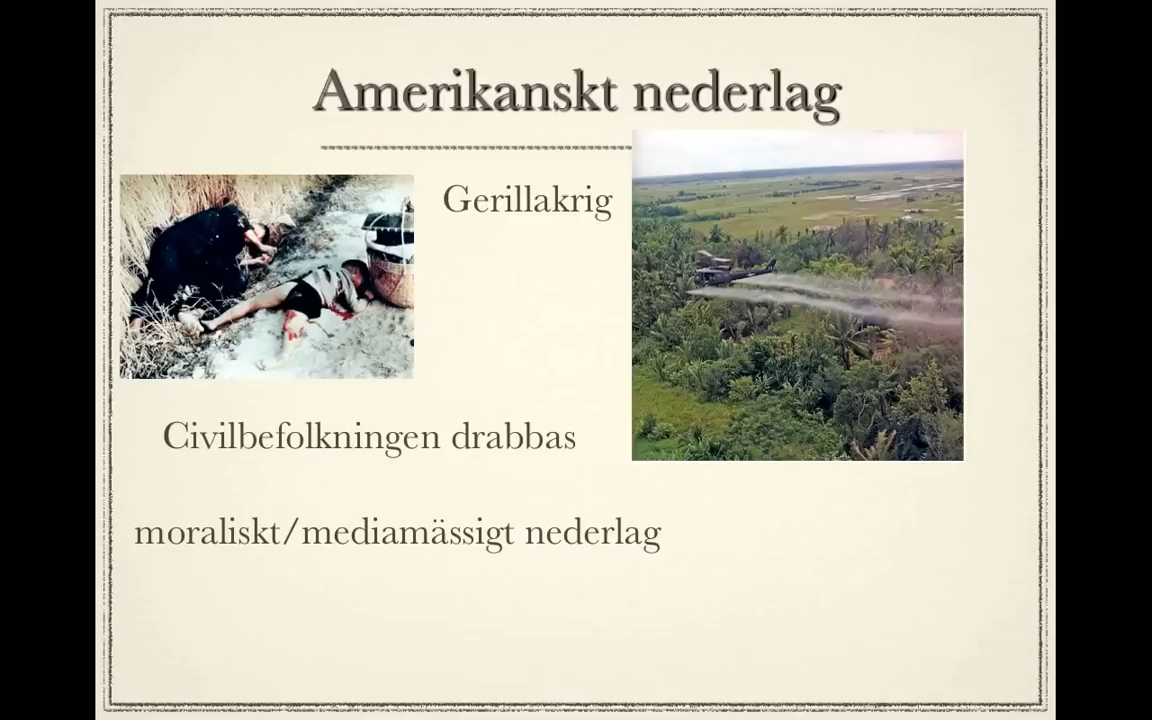 Amerikanskt nederlag
Gerillakrig
Civilbefolkningen drabbas
moraliskt/mediamässigt nederlag